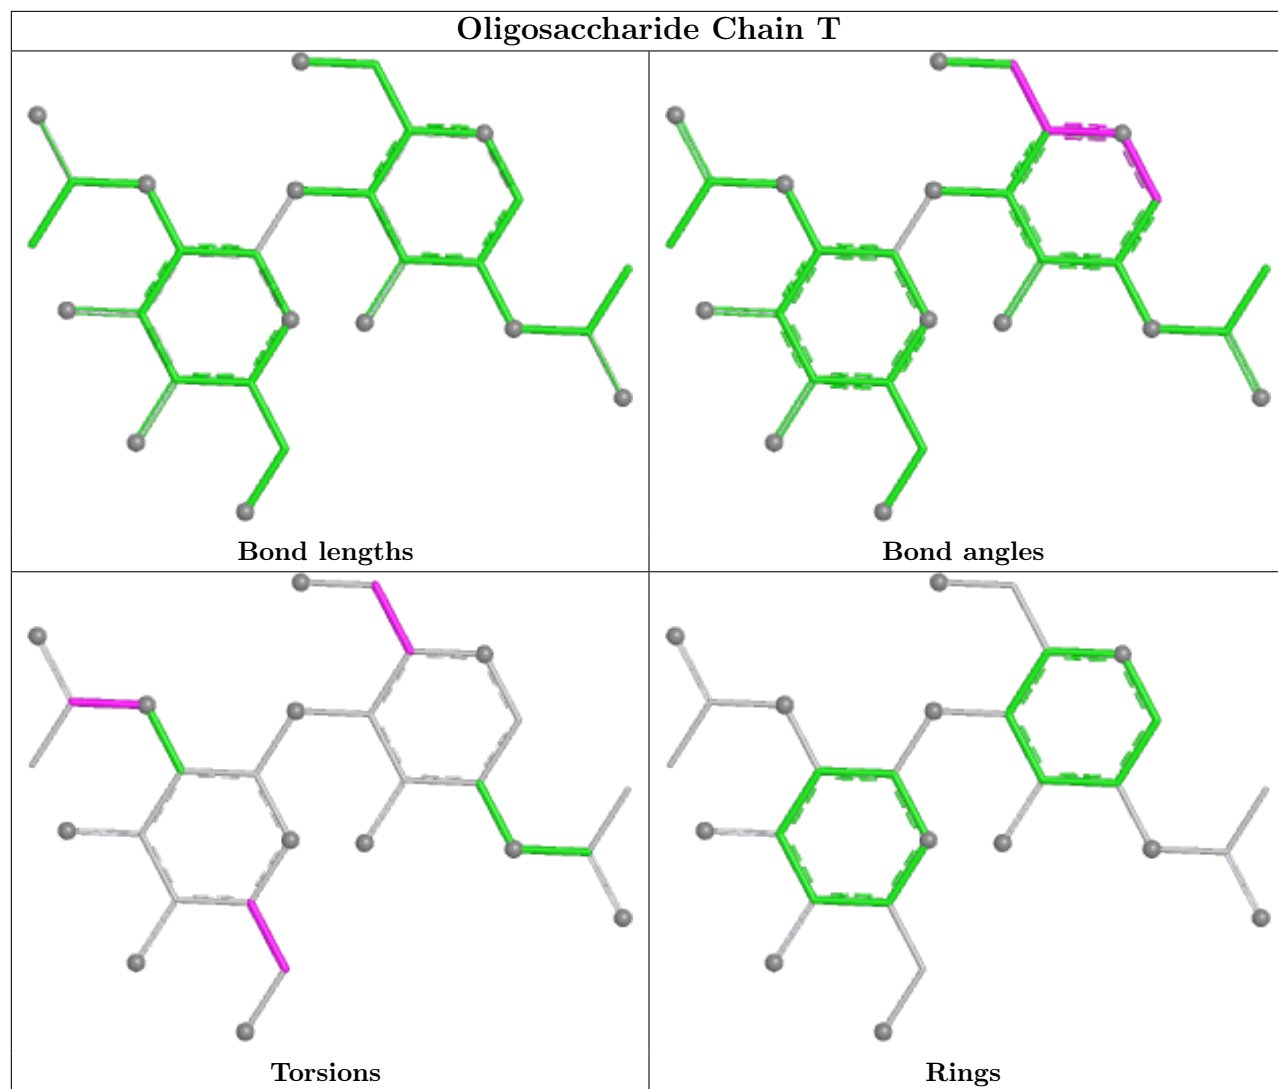 Oligosaccharide Chain T
Bond lengths
Bond angles
Torsions
Rings